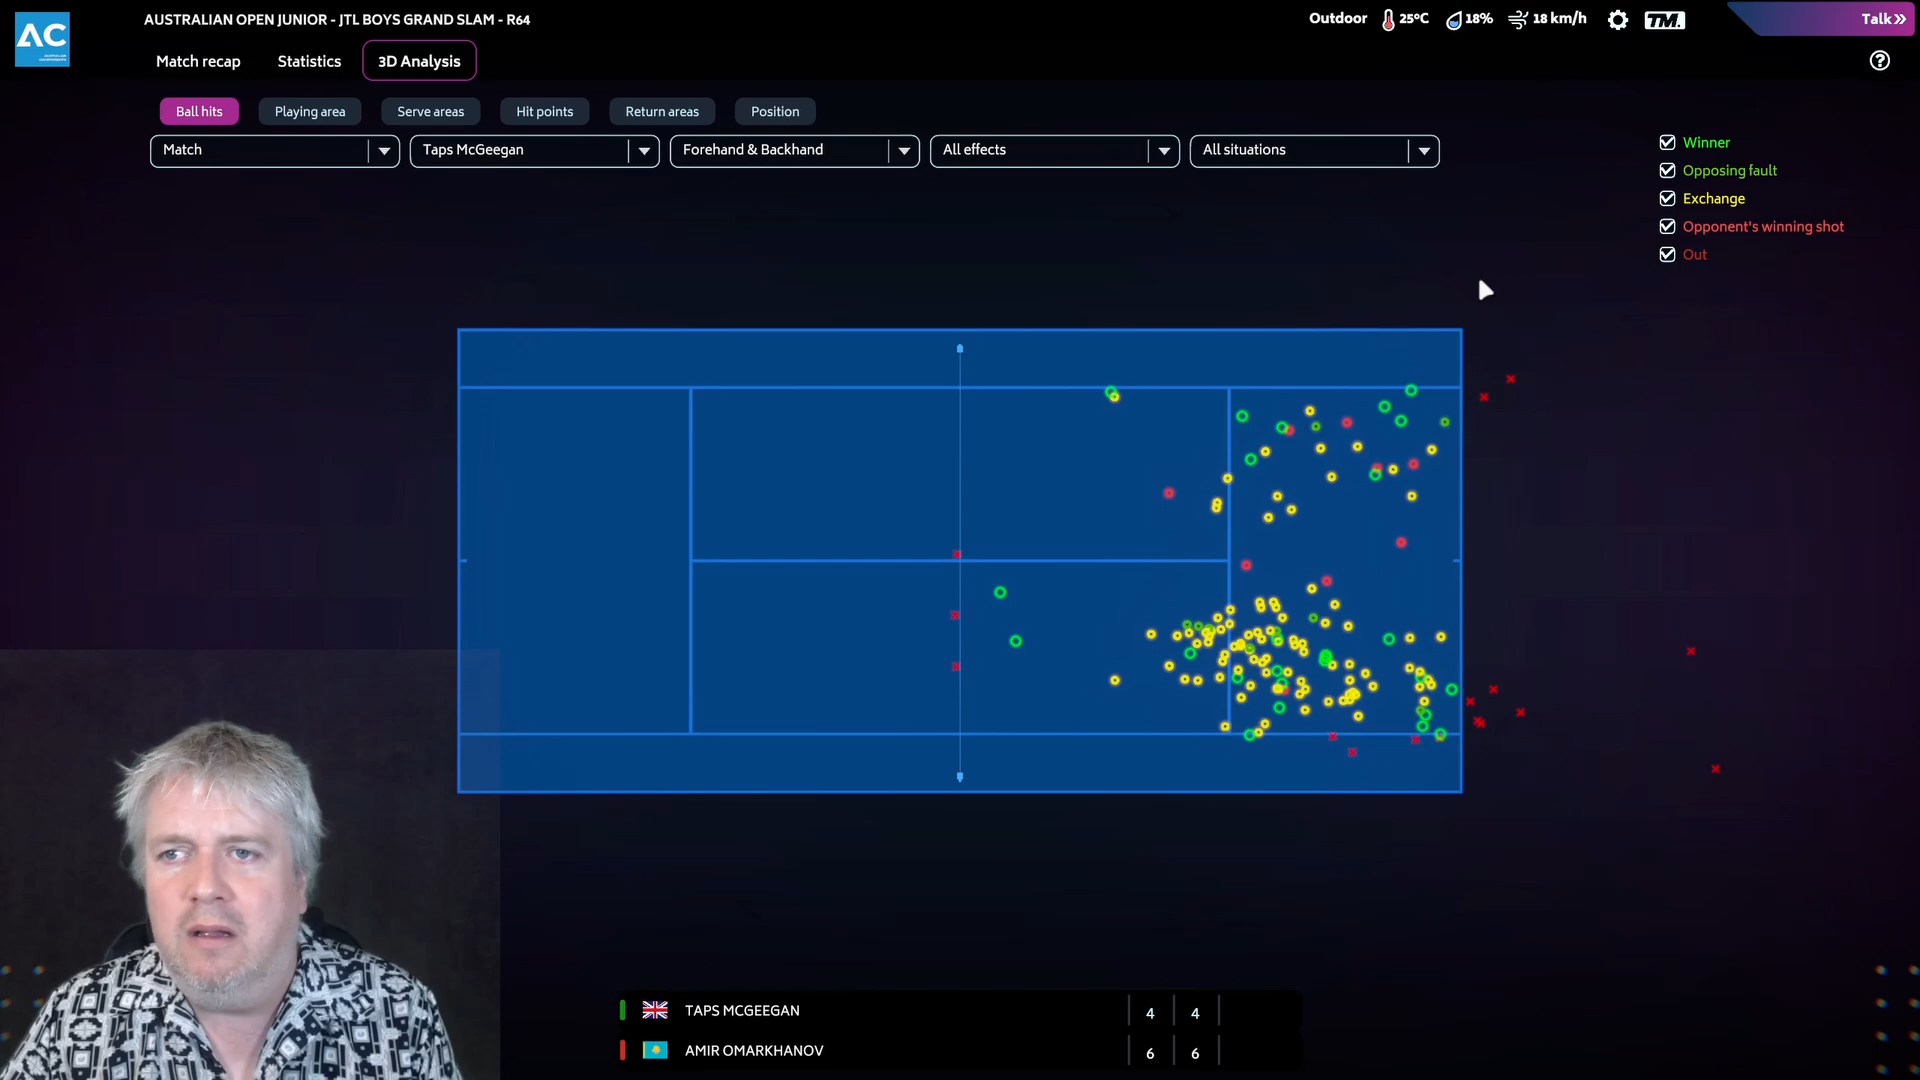 AC
AUSTRALIAN OPEN JUNIOR - JTL BOYS GRAND SLAM - R64
Outdoor 25°C 18% 18 km/h TM. Talk
Match recap Statistics 3D Analysis ?
Ball hits Playing area Serve areas Hit points Return areas Position
Match Taps McGeegan Forehand & Backhand All effects All situations
Winner
Opposing fault
Exchange
Opponent's winning shot
Out
TAPS MCGEEGAN 4 4
AMIR OMARKHANOV 6 6